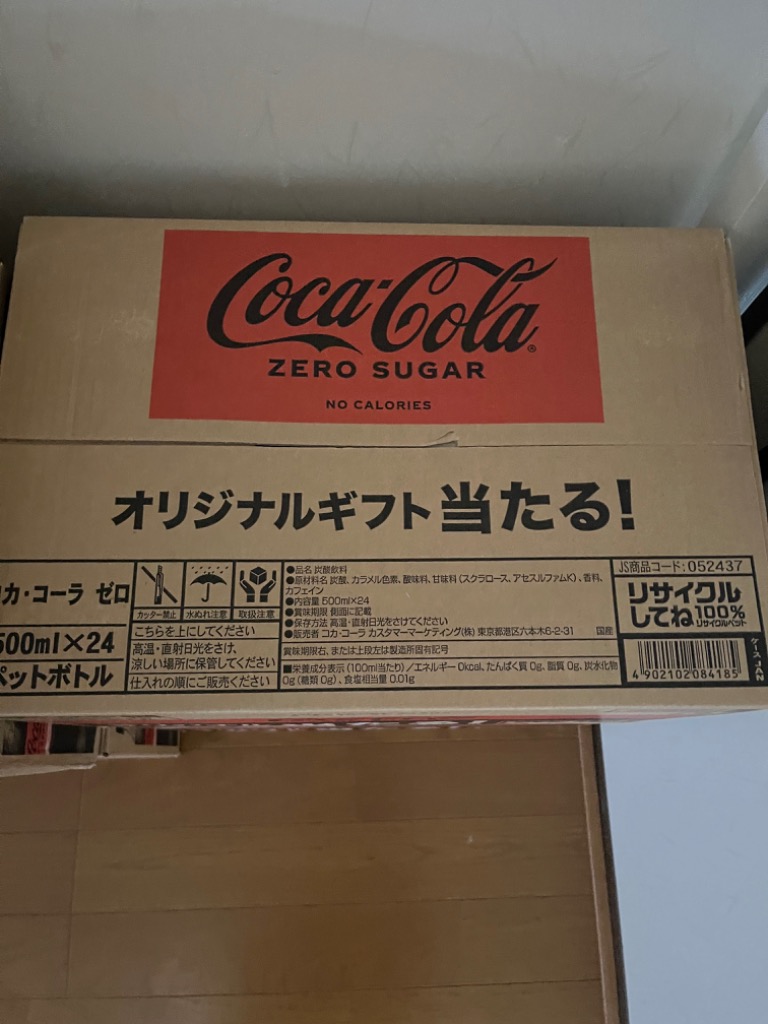 Coca-Cola®
ZERO SUGAR
NO CALORIES
オリジナルギフト当たる!
カ・コーラ ゼロ
500ml×24
ペットボトル
カッター禁止 水ぬれ注意 取扱注意
こちらを上にしてください
高温・直射日光をさけ、
涼しい場所に保管してください
仕入れの順にご販売ください
●品名 炭酸飲料
●原材料名 炭酸、カラメル色素、酸味料、甘味料(スクラロース、アセスルファムK)、香料、
カフェイン
●内容量 500ml×24
●賞味期限 側面に記載
●保存方法 高温・直射日光をさけてください
●販売者 コカ・コーラ カスタマーマーケティング(株) 東京都港区六本木6-2-31 国産
賞味期限右、または上段左は製造所固有記号
■栄養成分表示(100ml当たり)/エネルギー 0kcal、たんぱく質 0g、脂質 0g、炭水化物
0g(糖類 0g)、食塩相当量 0.01g
JS商品コード:052437
リサイクル
してね100%
リサイクルペット
ケースJAN
4902102084185